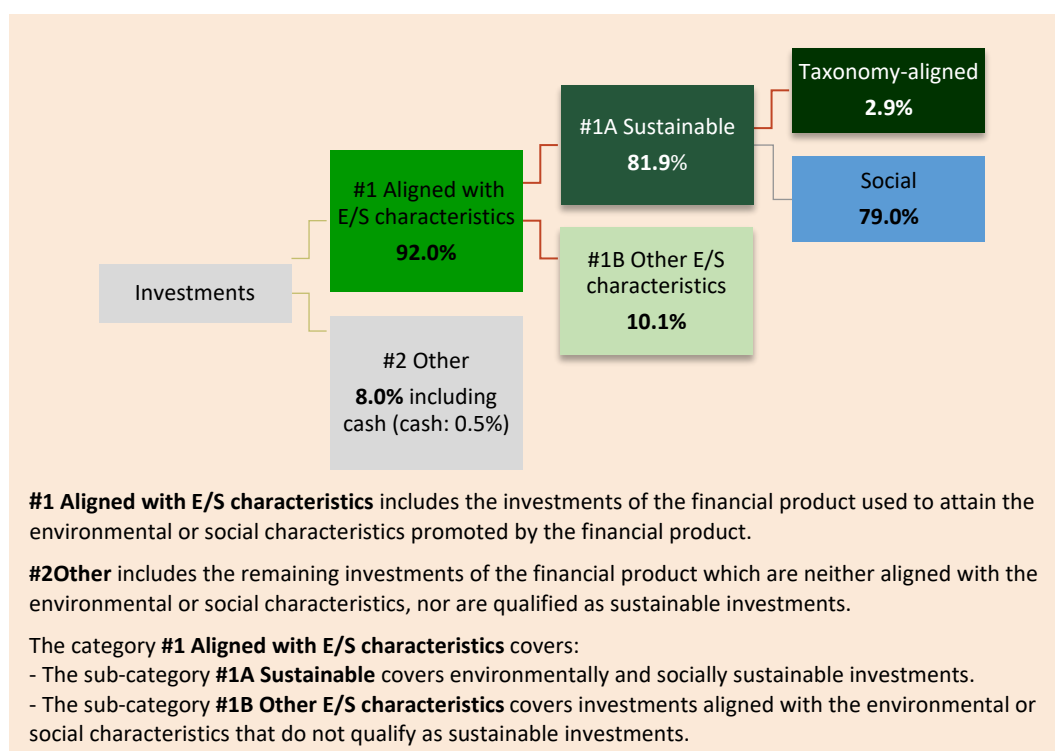 Taxonomy-aligned
2.9%
#1A Sustainable
81.9%
Social
79.0%
#1 Aligned with
E/S characteristics
92.0%
#1B Other E/S
characteristics
10.1%
Investments
#2 Other
8.0% including
cash (cash: 0.5%)
#1 Aligned with E/S characteristics includes the investments of the financial product used to attain the
environmental or social characteristics promoted by the financial product.
#2Other includes the remaining investments of the financial product which are neither aligned with the
environmental or social characteristics, nor are qualified as sustainable investments.
The category #1 Aligned with E/S characteristics covers:
- The sub-category #1A Sustainable covers environmentally and socially sustainable investments.
- The sub-category #1B Other E/S characteristics covers investments aligned with the environmental or
social characteristics that do not qualify as sustainable investments.